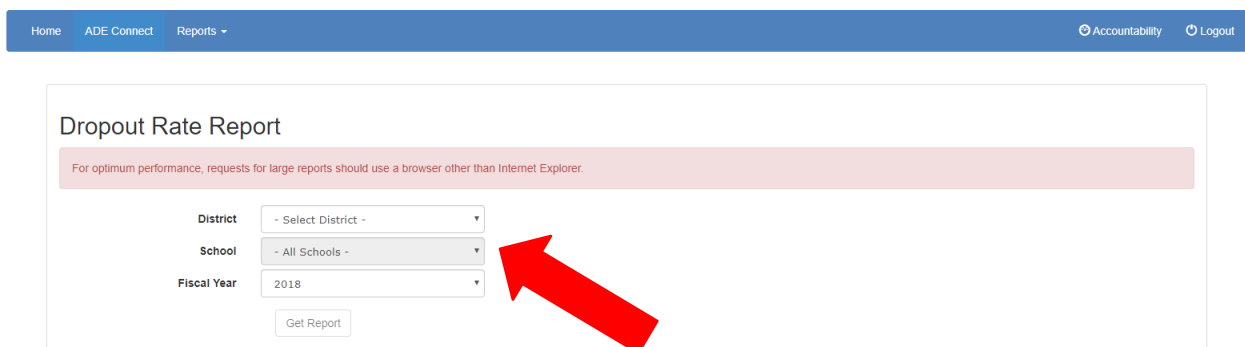 Home ADE Connect Reports Accountability Logout
Dropout Rate Report
For optimum performance, requests for large reports should use a browser other than Internet Explorer.
District - Select District -
School - All Schools -
Fiscal Year 2018
Get Report